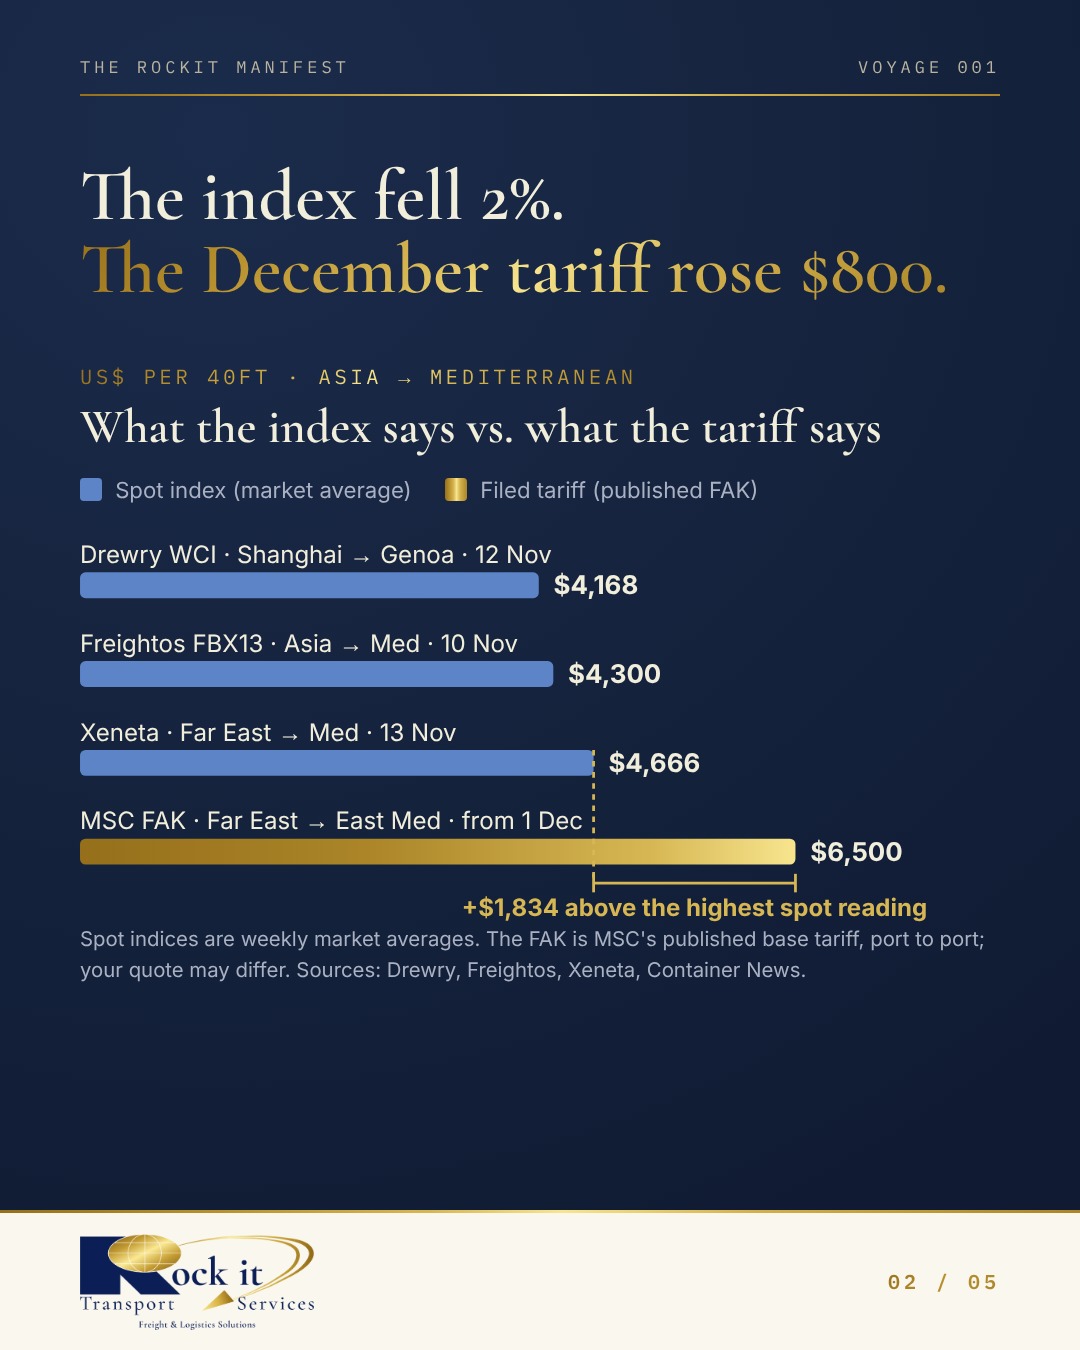 THE ROCKIT MANIFEST
VOYAGE 001
The index fell 2%.
The December tariff rose $800.
US$ PER 40FT · ASIA → MEDITERRANEAN
What the index says vs. what the tariff says
Spot index (market average)
Filed tariff (published FAK)
Drewry WCI · Shanghai → Genoa · 12 Nov
$4,168
Freightos FBX13 · Asia → Med · 10 Nov
$4,300
Xeneta · Far East → Med · 13 Nov
$4,666
MSC FAK · Far East → East Med · from 1 Dec
$6,500
+$1,834 above the highest spot reading
Spot indices are weekly market averages. The FAK is MSC's published base tariff, port to port;
your quote may differ. Sources: Drewry, Freightos, Xeneta, Container News.
Rock it
Transport Services
Freight & Logistics Solutions
02 / 05